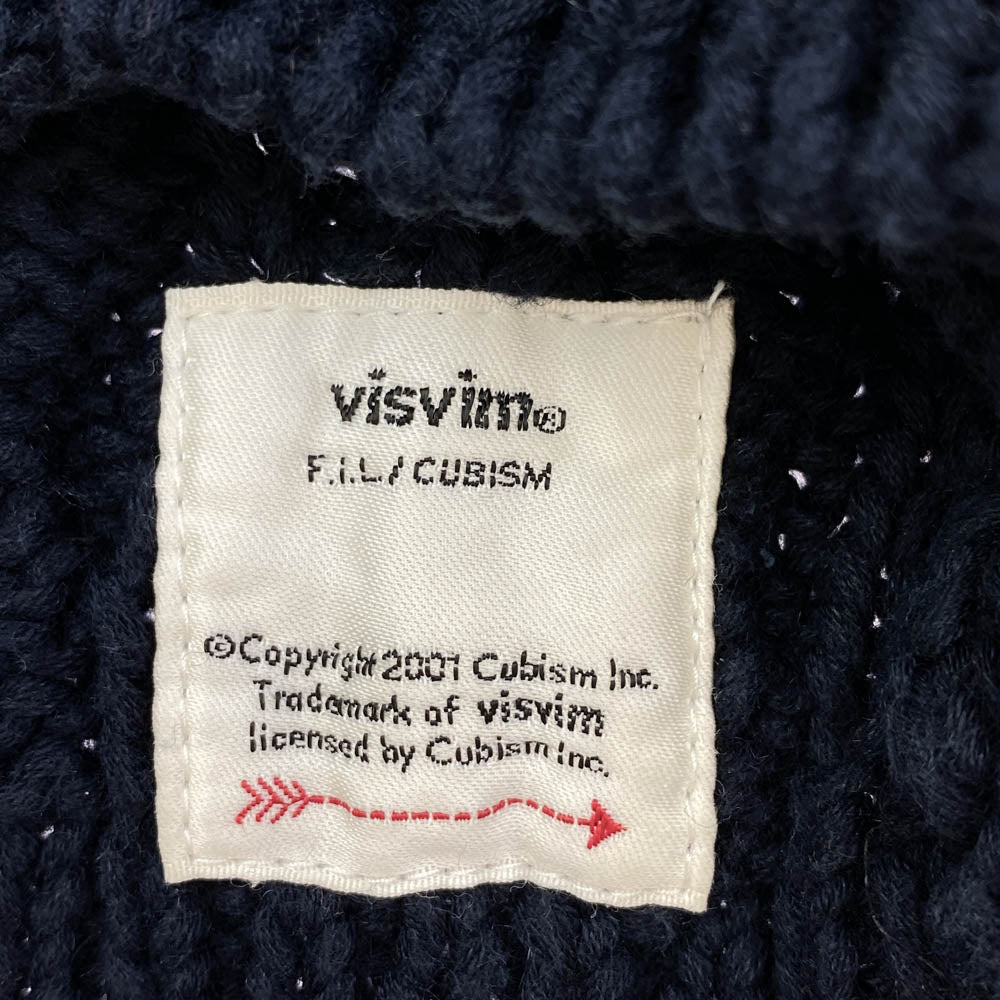 visvim®
F.I.L./ CUBISM
©Copyright 2001 Cubism Inc.
Trademark of visvim
licensed by Cubism Inc.